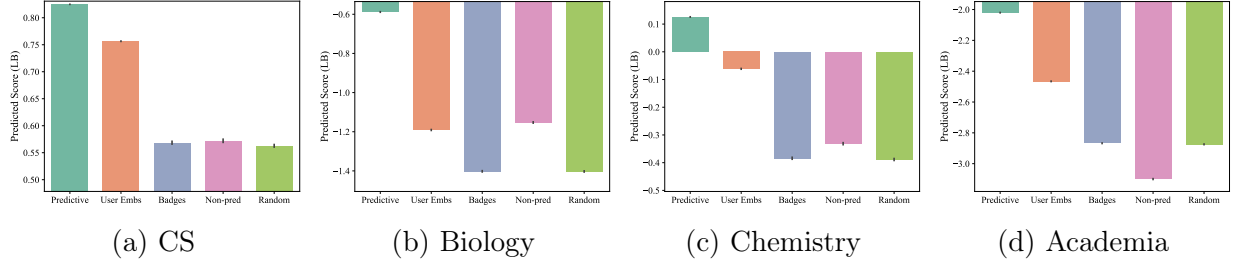 Predicted Score (LB)
0.80
0.75
0.70
0.65
0.60
0.55
0.50
Predictive User Embs Badges Non-pred Random
(a) CS
Predicted Score (LB)
−0.6
−0.8
−1.0
−1.2
−1.4
Predictive User Embs Badges Non-pred Random
(b) Biology
Predicted Score (LB)
0.1
0.0
−0.1
−0.2
−0.3
−0.4
−0.5
Predictive User Embs Badges Non-pred Random
(c) Chemistry
Predicted Score (LB)
−2.0
−2.2
−2.4
−2.6
−2.8
−3.0
Predictive User Embs Badges Non-pred Random
(d) Academia